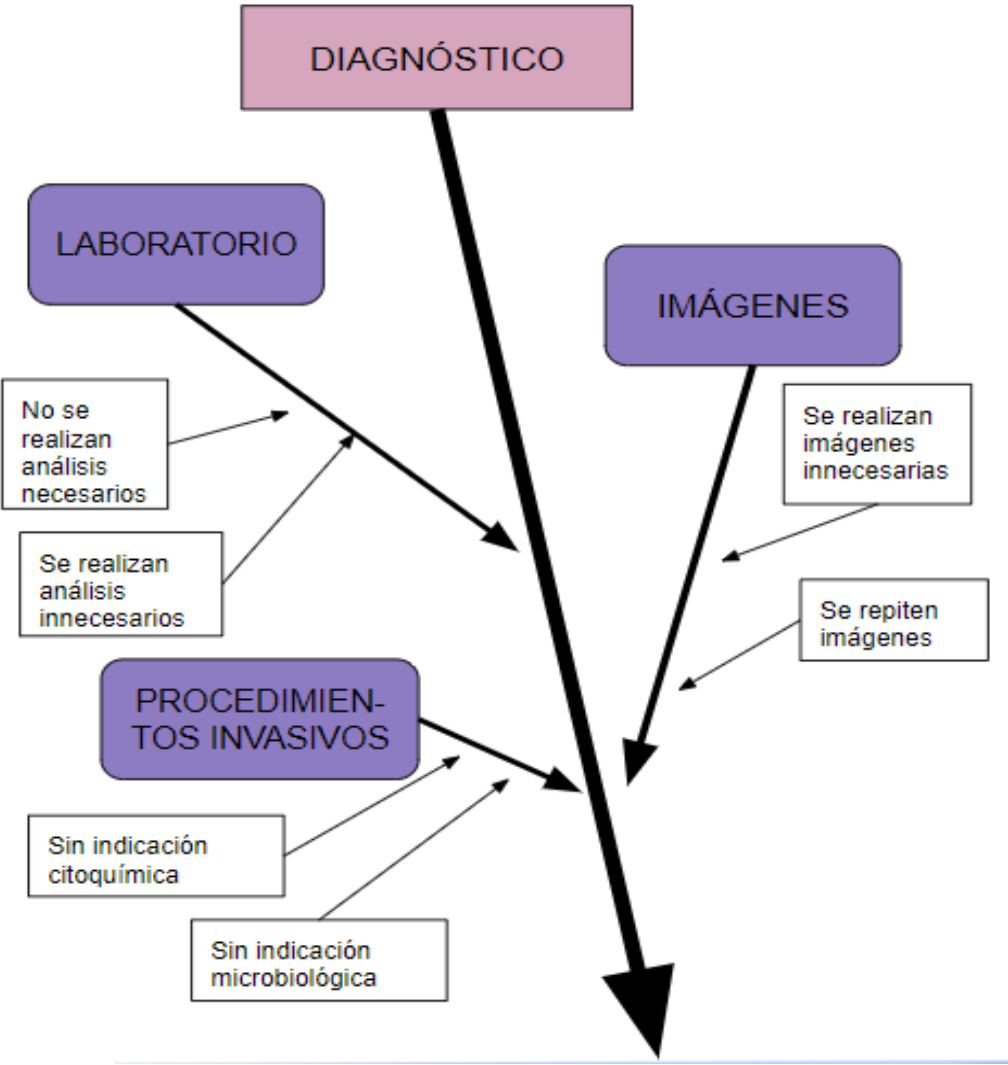 DIAGNÓSTICO
LABORATORIO
IMÁGENES
No se
realizan
análisis
necesarios
Se realizan
imágenes
innecesarias
Se realizan
análisis
innecesarios
Se repiten
imágenes
PROCEDIMIEN-
TOS INVASIVOS
Sin indicación
citoquímica
Sin indicación
microbiológica